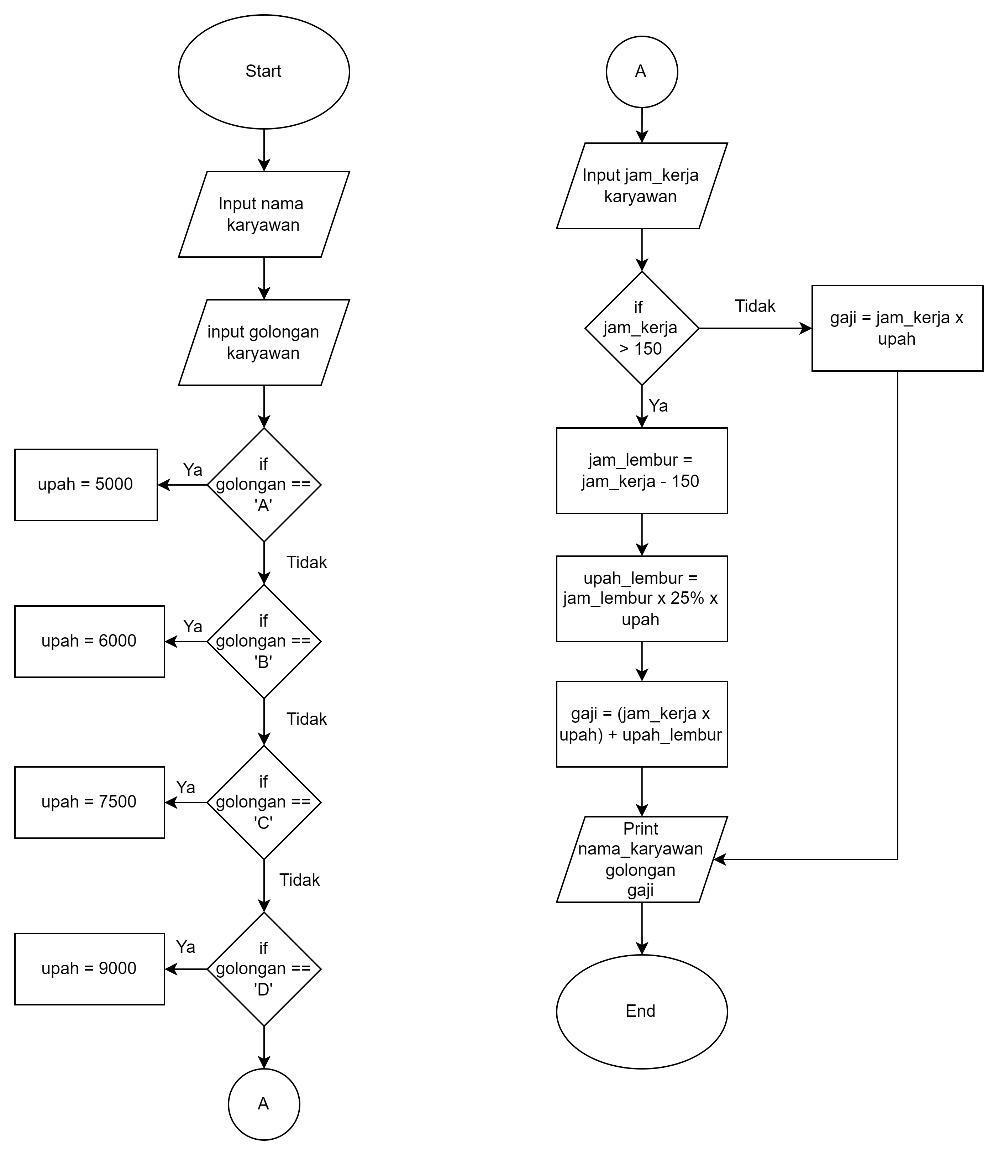 Start
Input nama
karyawan
input golongan
karyawan
if
golongan ==
'A'
Ya
upah = 5000
Tidak
if
golongan ==
'B'
Ya
upah = 6000
Tidak
if
golongan ==
'C'
Ya
upah = 7500
Tidak
if
golongan ==
'D'
Ya
upah = 9000
A
A
Input jam_kerja
karyawan
if
jam_kerja
> 150
Tidak
gaji = jam_kerja x
upah
Ya
jam_lembur =
jam_kerja - 150
upah_lembur =
jam_lembur x 25% x
upah
gaji = (jam_kerja x
upah) + upah_lembur
Print
nama_karyawan
golongan
gaji
End